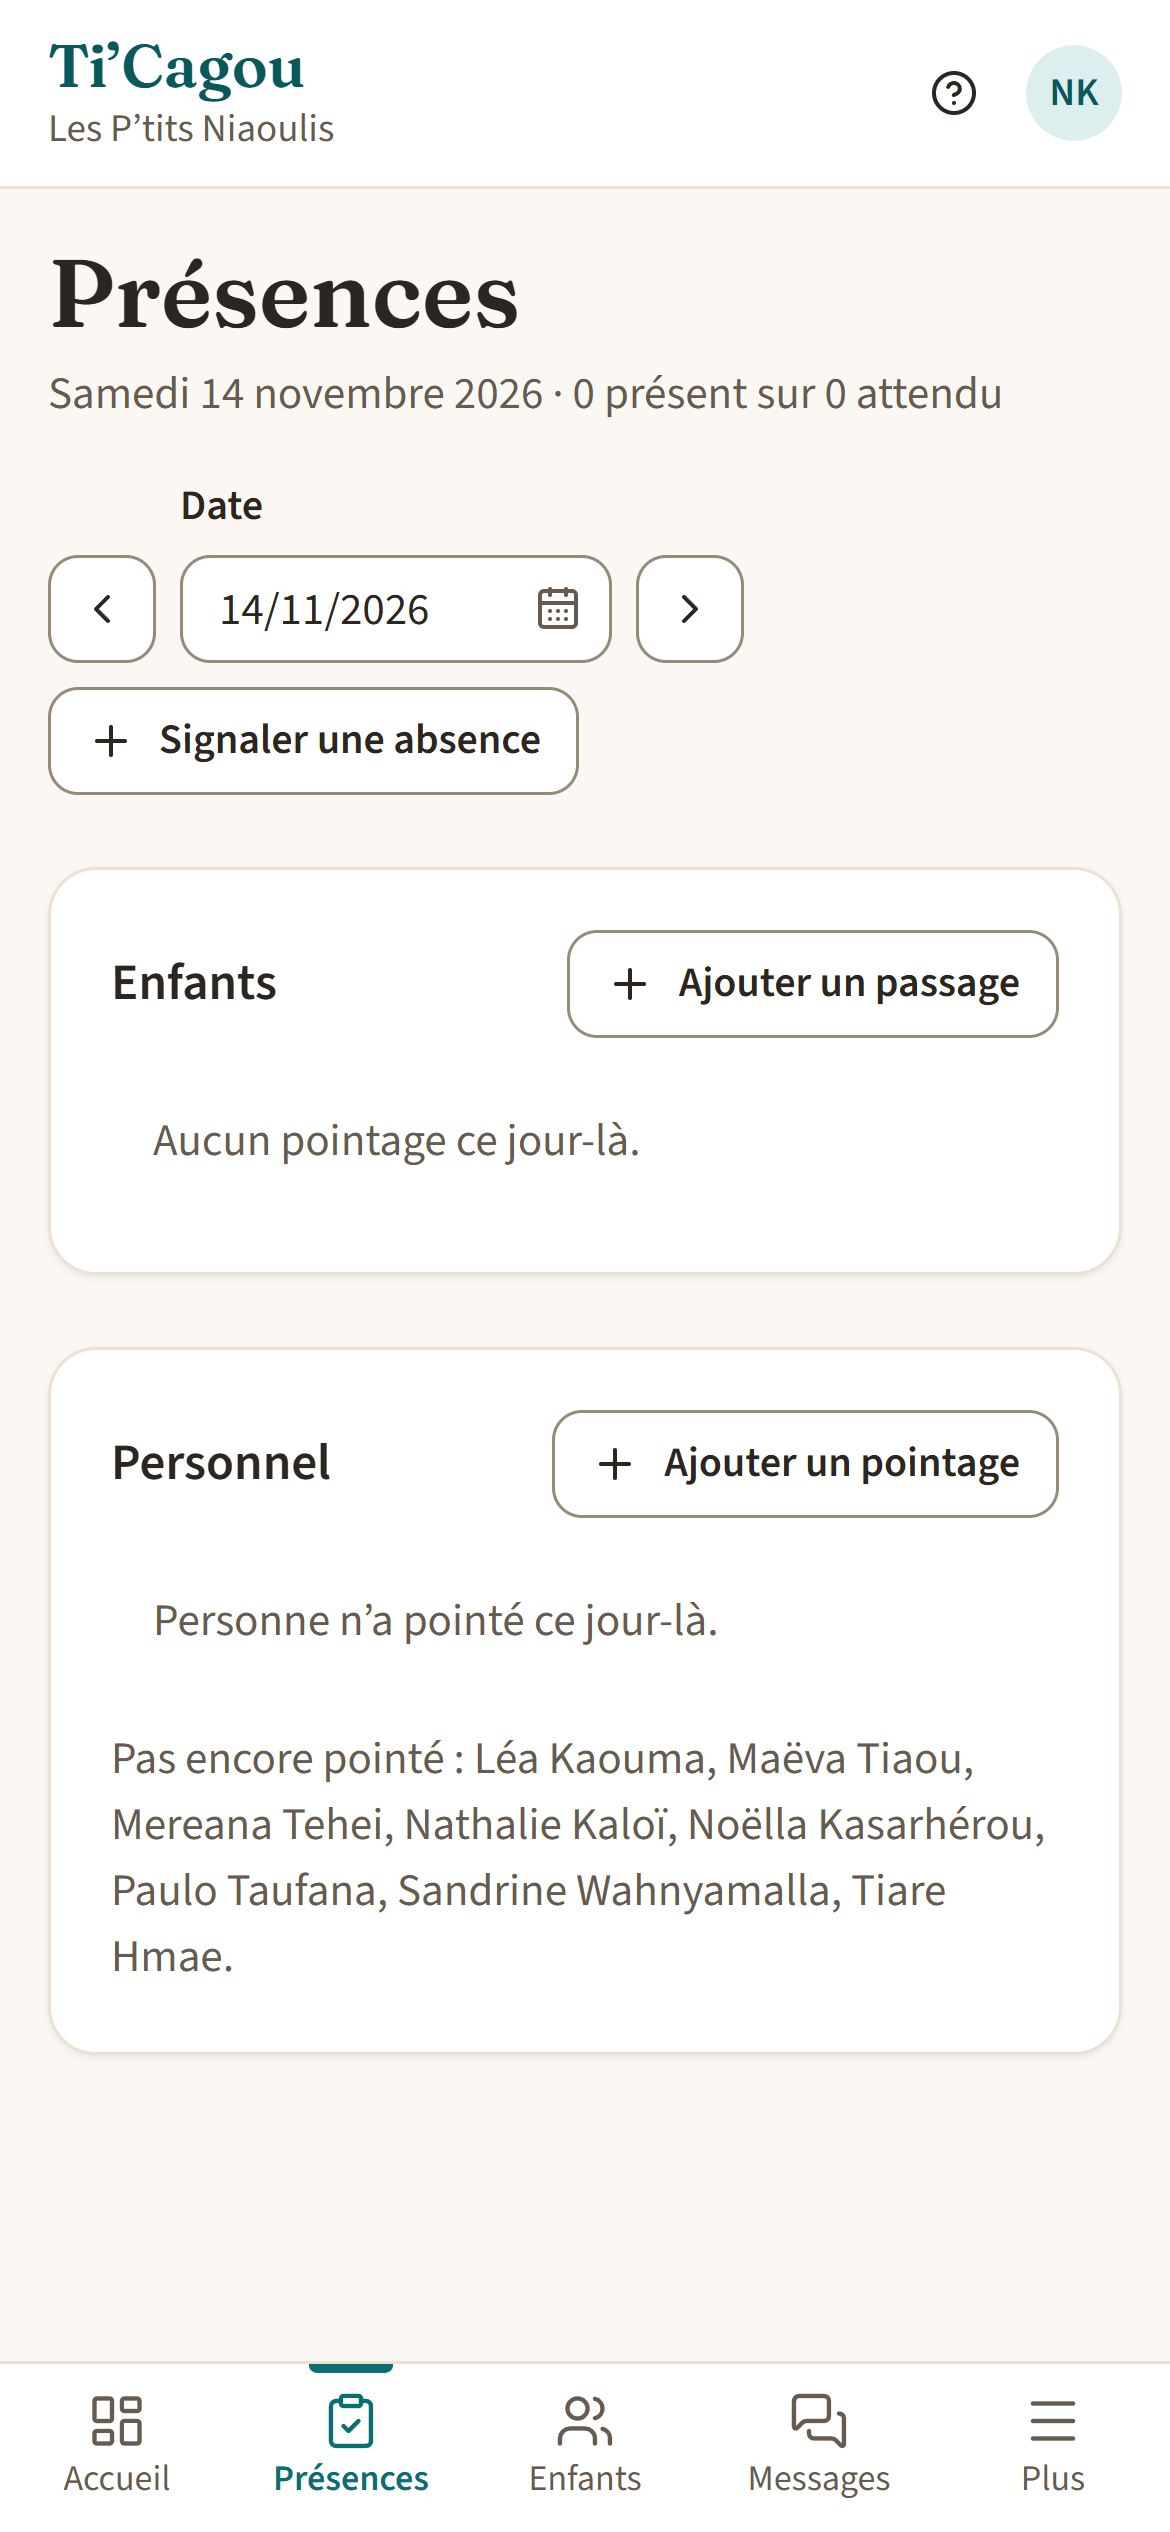 Ti’Cagou
Les P’tits Niaoulis
NK
Présences
Samedi 14 novembre 2026 · 0 présent sur 0 attendu
Date
14/11/2026
Signaler une absence
Enfants
Ajouter un passage
Aucun pointage ce jour-là.
Personnel
Ajouter un pointage
Personne n’a pointé ce jour-là.
Pas encore pointé : Léa Kaouma, Maëva Tiaou,
Mereana Tehei, Nathalie Kaloï, Noëlla Kasarhérou,
Paulo Taufana, Sandrine Wahnyamalla, Tiare
Hmae.
Accueil
Présences
Enfants
Messages
Plus